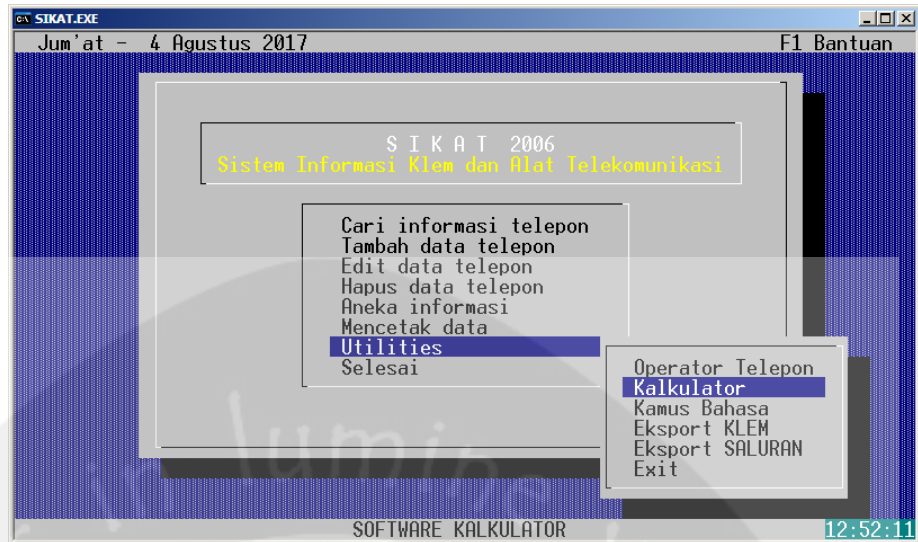 SIKAT.EXE
Jum'at - 4 Agustus 2017 F1 Bantuan
S I K A T 2006
Sistem Informasi Klem dan Alat Telekomunikasi
Cari informasi telepon
Tambah data telepon
Edit data telepon
Hapus data telepon
Aneka informasi
Mencetak data
Utilities
Selesai
Operator Telepon
Kalkulator
Kamus Bahasa
Eksport KLEM
Eksport SALURAN
Exit
in lumine
SOFTWARE KALKULATOR 12:52:11